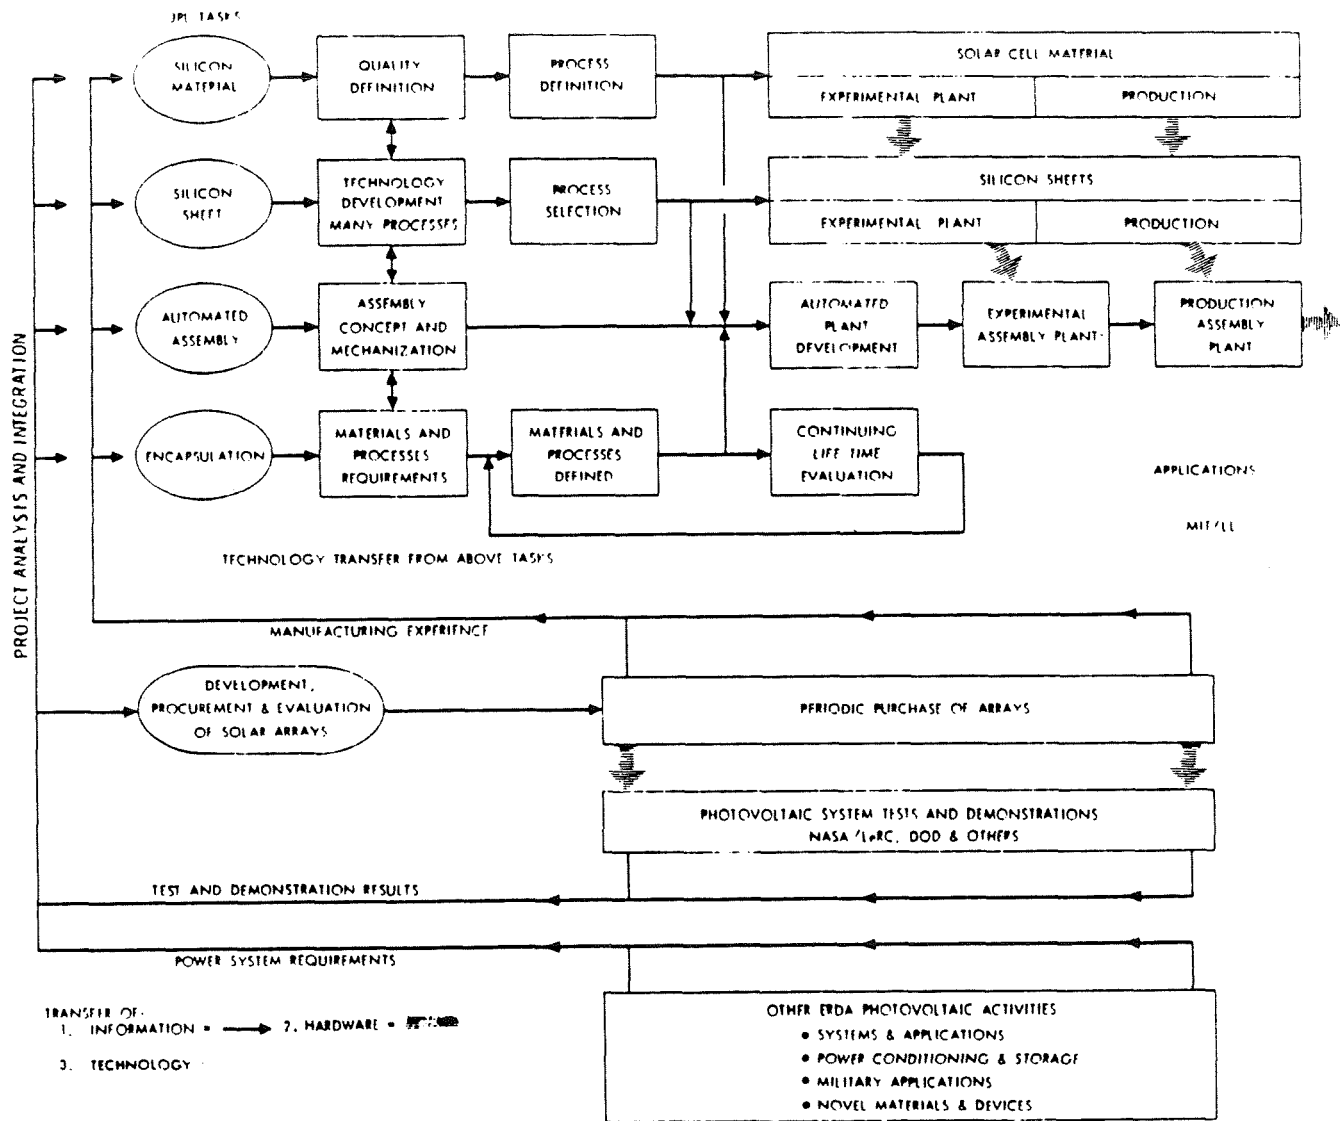 JPL TASKS
SILICON
MATERIAL
QUALITY
DEFINITION
PROCESS
DEFINITION
SOLAR CELL MATERIAL
EXPERIMENTAL PLANT
PRODUCTION
SILICON
SHEET
TECHNOLOGY
DEVELOPMENT
MANY PROCESSES
PROCESS
SELECTION
SILICON SHEETS
EXPERIMENTAL PLANT
PRODUCTION
AUTOMATED
ASSEMBLY
ASSEMBLY
CONCEPT AND
MECHANIZATION
AUTOMATED
PLANT
DEVELOPMENT
EXPERIMENTAL
ASSEMBLY PLANT
PRODUCTION
ASSEMBLY
PLANT
ENCAPSULATION
MATERIALS AND
PROCESSES
REQUIREMENTS
MATERIALS AND
PROCESSES
DEFINED
CONTINUING
LIFE TIME
EVALUATION
APPLICATIONS
MIT/LL
PROJECT ANALYSIS AND INTEGRATION
TECHNOLOGY TRANSFER FROM ABOVE TASKS
MANUFACTURING EXPERIENCE
DEVELOPMENT,
PROCUREMENT & EVALUATION
OF SOLAR ARRAYS
PERIODIC PURCHASE OF ARRAYS
PHOTOVOLTAIC SYSTEM TESTS AND DEMONSTRATIONS
NASA/LeRC, DOD & OTHERS
TEST AND DEMONSTRATION RESULTS
POWER SYSTEM REQUIREMENTS
OTHER ERDA PHOTOVOLTAIC ACTIVITIES
• SYSTEMS & APPLICATIONS
• POWER CONDITIONING & STORAGE
• MILITARY APPLICATIONS
• NOVEL MATERIALS & DEVICES
TRANSFER OF:
1. INFORMATION = 2. HARDWARE =
3. TECHNOLOGY